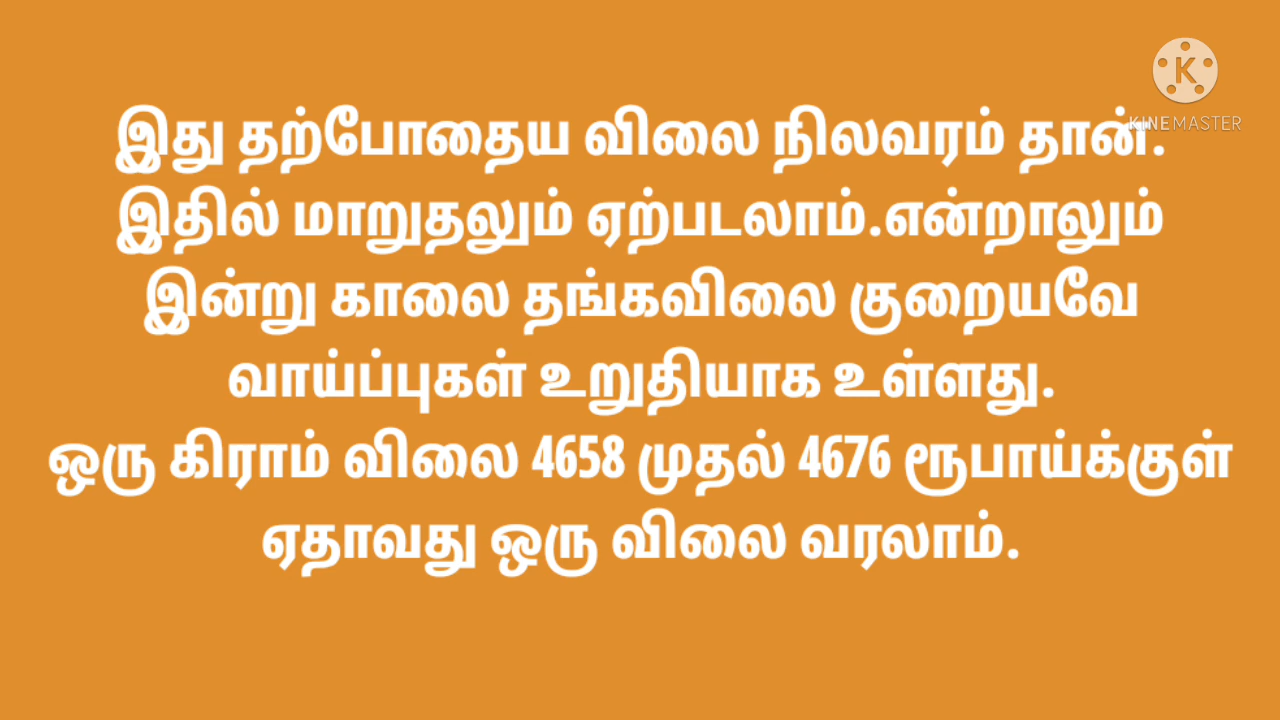 KINEMASTER
இது தற்போதைய விலை நிலவரம் தான்.
இதில் மாறுதலும் ஏற்படலாம்.என்றாலும்
இன்று காலை தங்கவிலை குறையவே
வாய்ப்புகள் உறுதியாக உள்ளது.
ஒரு கிராம் விலை 4658 முதல் 4676 ரூபாய்க்குள்
ஏதாவது ஒரு விலை வரலாம்.